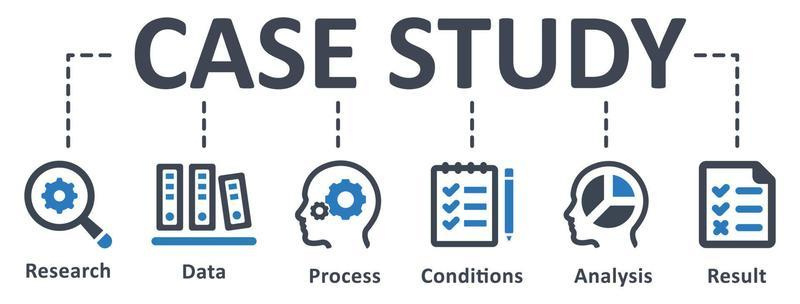 CASE STUDY
Research Data Process Conditions Analysis Result